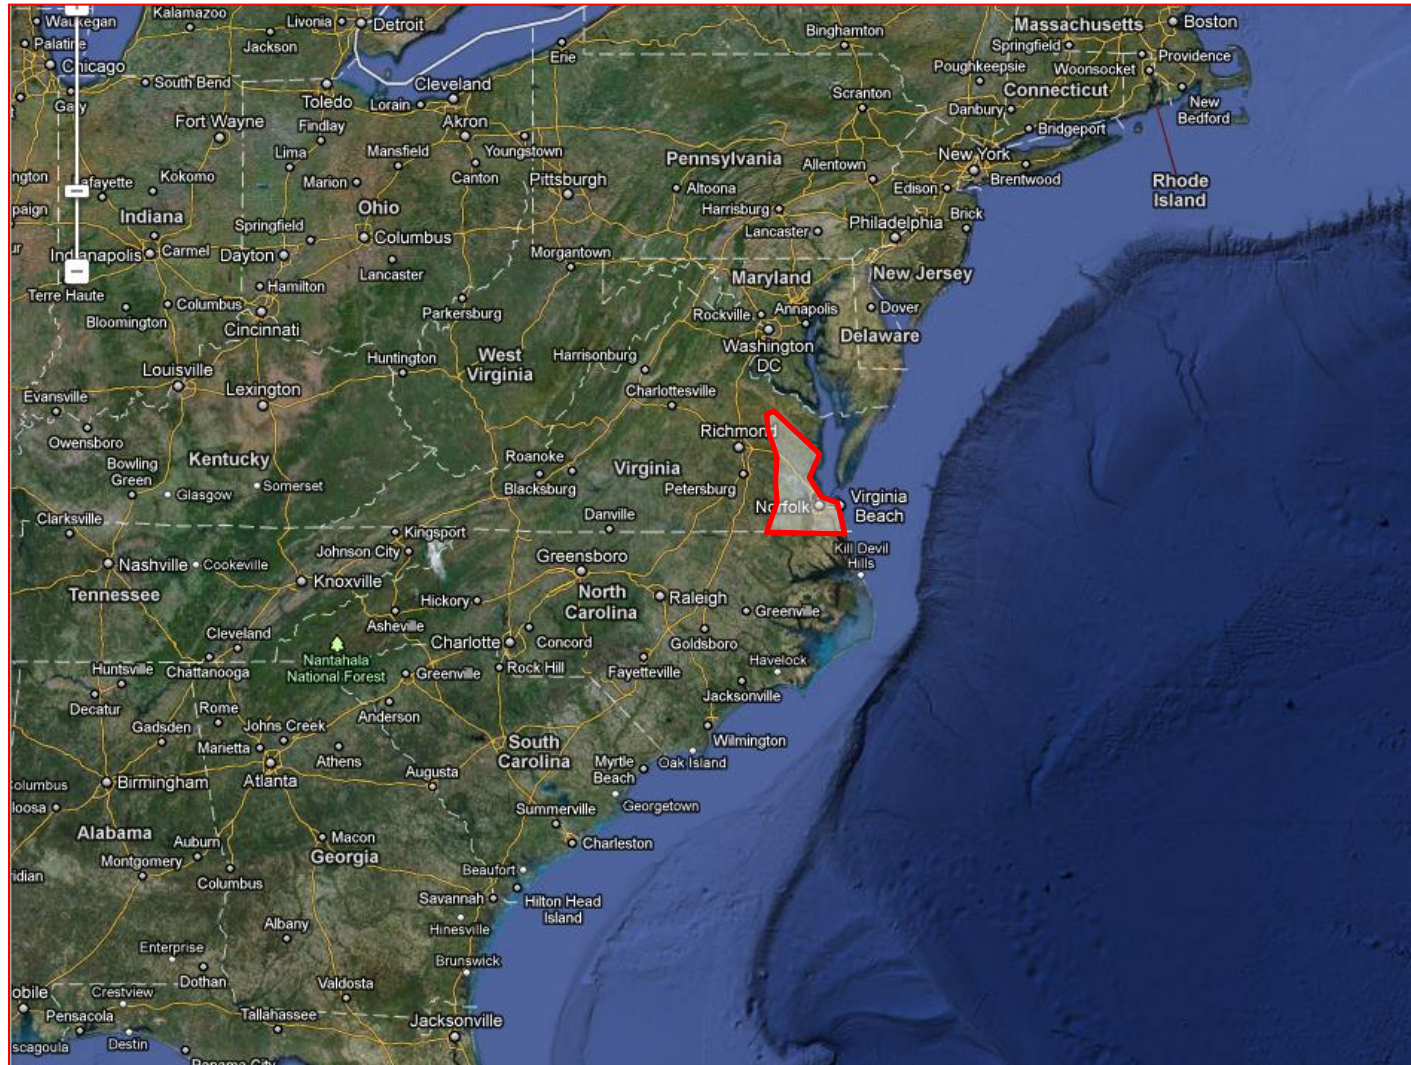 Waukegan
Kalamazoo
Livonia
Detroit
Palatine
Jackson
Chicago
South Bend
Gary
Toledo
Lorain
Cleveland
Erie
Binghamton
Massachusetts
Boston
Springfield
Providence
Poughkeepsie
Woonsocket
Connecticut
Scranton
Danbury
New
Bedford
Bridgeport
Fort Wayne
Findlay
Akron
Youngstown
Lima
Mansfield
Pennsylvania
Allentown
New York
Brentwood
Kokomo
Marion
Canton
Pittsburgh
Altoona
Edison
Rhode
Island
Indiana
Ohio
Harrisburg
Philadelphia
Brick
Springfield
Columbus
Lancaster
Indianapolis
Carmel
Dayton
Lancaster
Morgantown
Maryland
New Jersey
Terre Haute
Hamilton
Columbus
Parkersburg
Bloomington
Cincinnati
Rockville
Annapolis
Dover
Delaware
Washington
DC
Huntington
West
Virginia
Harrisonburg
Louisville
Lexington
Charlottesville
Evansville
Owensboro
Richmond
Bowling
Green
Kentucky
Roanoke
Virginia
Glasgow
Somerset
Blacksburg
Petersburg
Norfolk
Virginia
Beach
Clarksville
Kingsport
Danville
Johnson City
Kill Devil
Hills
Nashville
Cookeville
Knoxville
Greensboro
Tennessee
North
Carolina
Raleigh
Greenville
Hickory
Asheville
Cleveland
Charlotte
Concord
Goldsboro
Huntsville
Chattanooga
Nantahala
National Forest
Greenville
Rock Hill
Fayetteville
Havelock
Decatur
Rome
Anderson
Jacksonville
Gadsden
Johns Creek
Marietta
Athens
South
Carolina
Wilmington
Myrtle
Beach
Oak Island
Birmingham
Atlanta
Augusta
Summerville
Georgetown
Alabama
Auburn
Macon
Georgia
Charleston
Montgomery
Columbus
Beaufort
Savannah
Hilton Head
Island
Albany
Hinesville
Enterprise
Dothan
Brunswick
Crestview
Valdosta
Pensacola
Tallahassee
Jacksonville
Destin